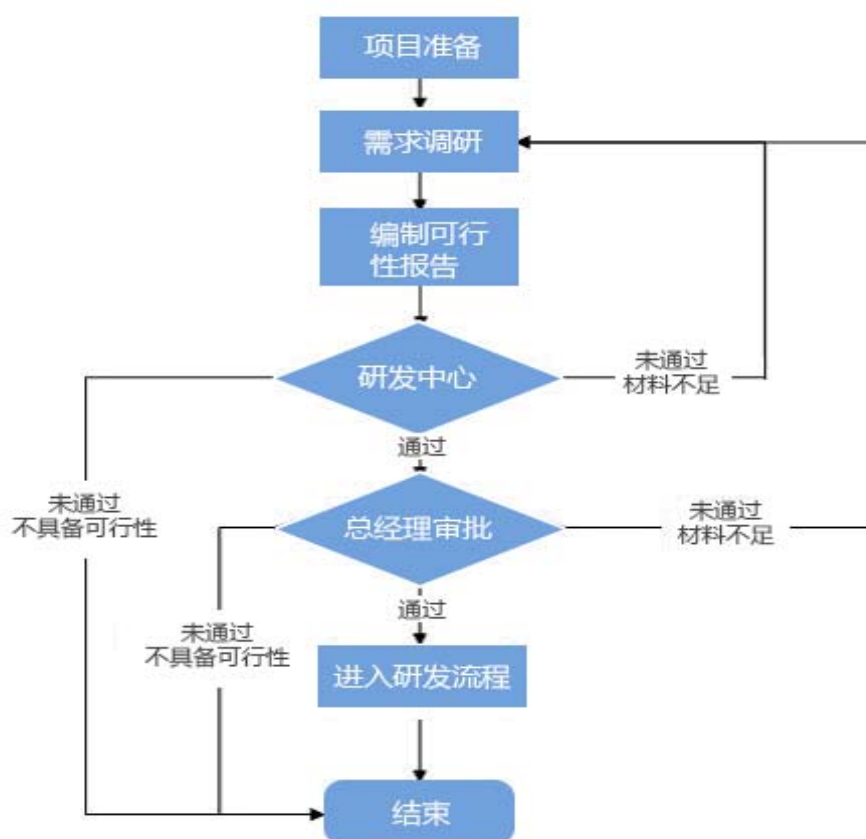 项目准备
需求调研
编制可行
性报告
研发中心
未通过
材料不足
通过
未通过
不具备可行性
总经理审批
未通过
材料不足
通过
未通过
不具备可行性
进入研发流程
结束